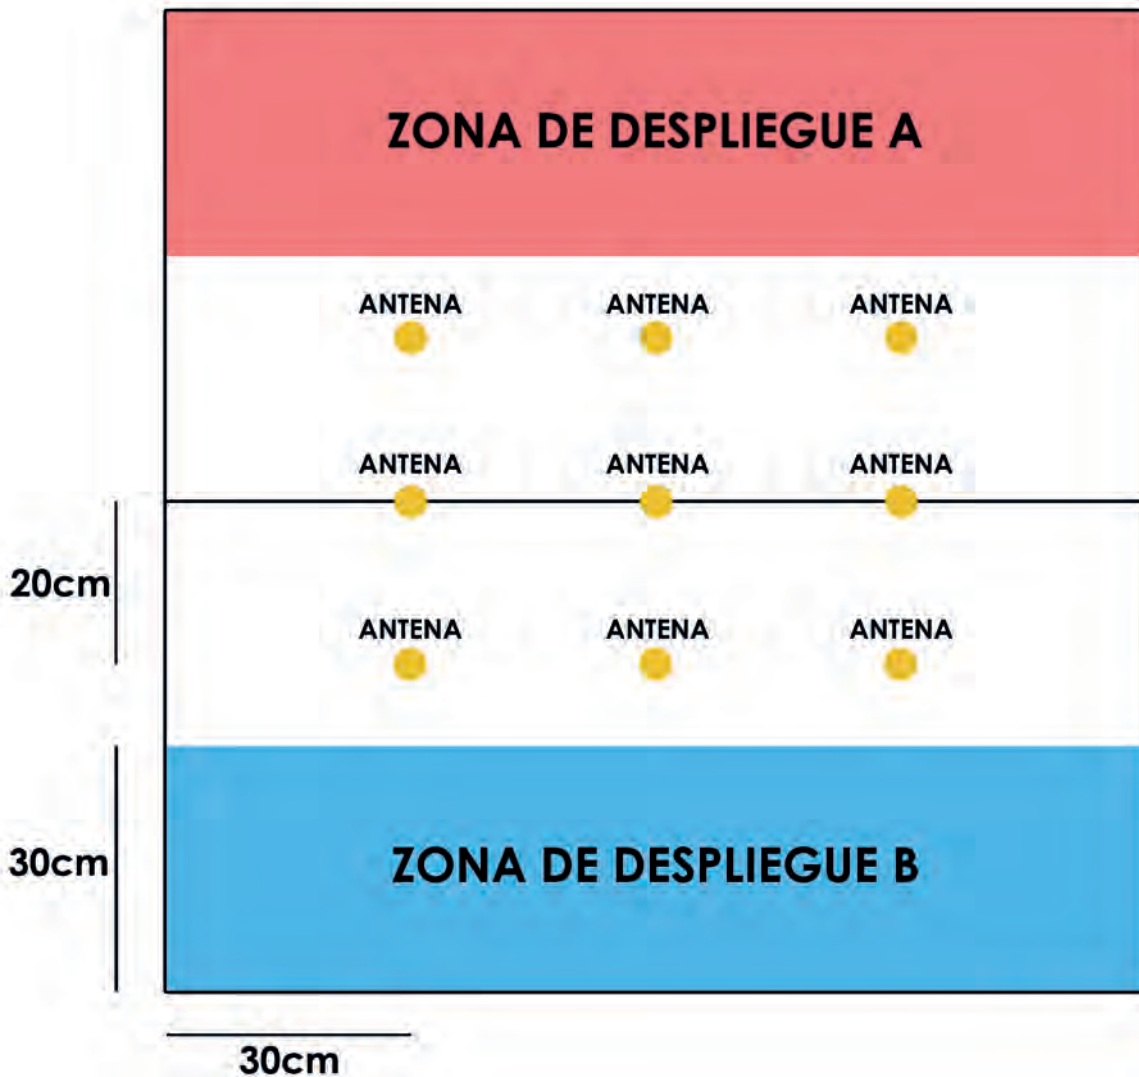 ZONA DE DESPLIEGUE A
ANTENA ANTENA ANTENA
ANTENA ANTENA ANTENA
20cm
ANTENA ANTENA ANTENA
30cm
ZONA DE DESPLIEGUE B
30cm